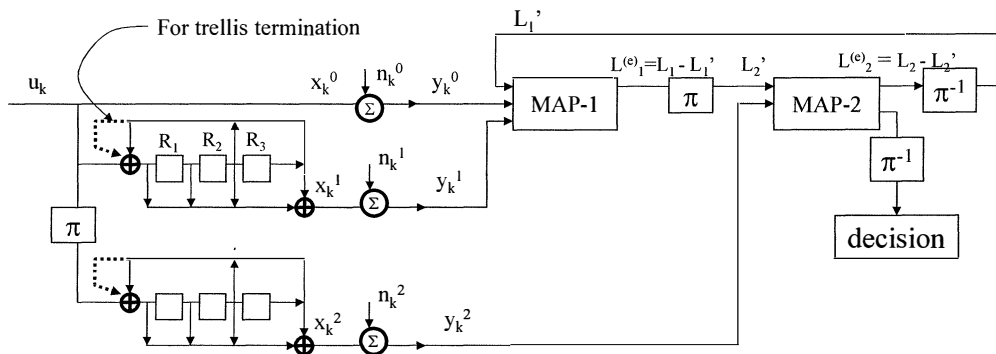 For trellis termination
L₁’
L⁽ᵉ⁾₁=L₁ - L₁’
L₂’
L⁽ᵉ⁾₂ = L₂ - L₂’
uₖ
xₖ⁰
nₖ⁰
yₖ⁰
Σ
MAP-1
π
MAP-2
π⁻¹
R₁
R₂
R₃
xₖ¹
nₖ¹
yₖ¹
Σ
π⁻¹
π
decision
xₖ²
nₖ²
yₖ²
Σ